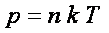 p = n k T